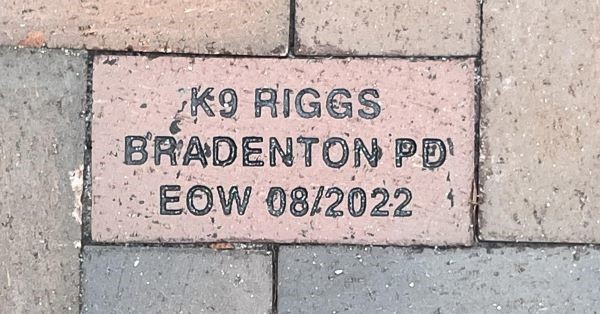 K9 RIGGS
BRADENTON PD
EOW 08/2022